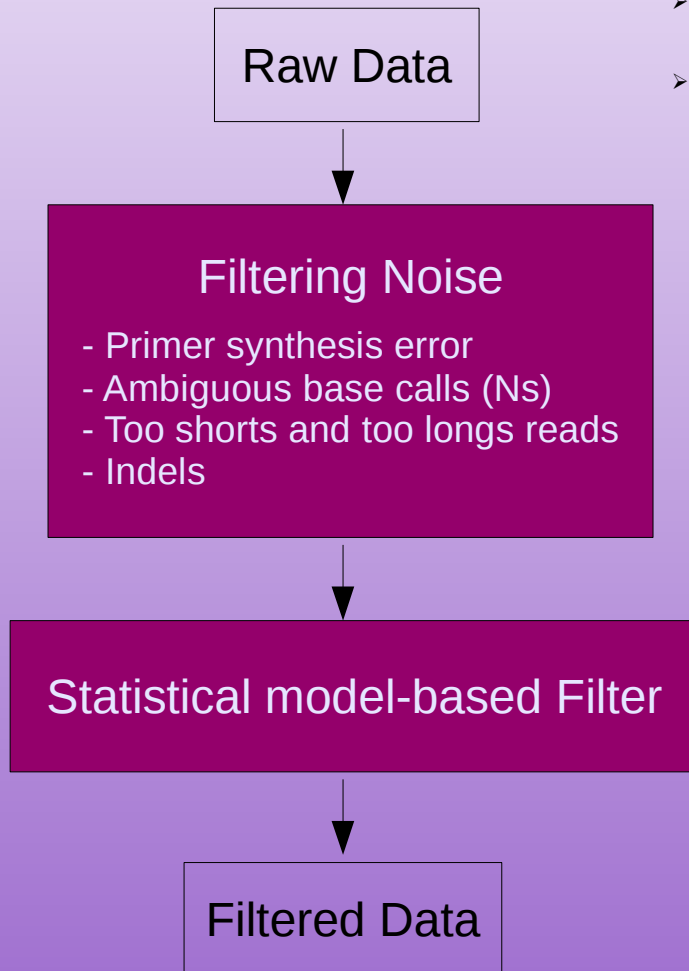 Raw Data
Filtering Noise
- Primer synthesis error
- Ambiguous base calls (Ns)
- Too shorts and too longs reads
- Indels
Statistical model-based Filter
Filtered Data